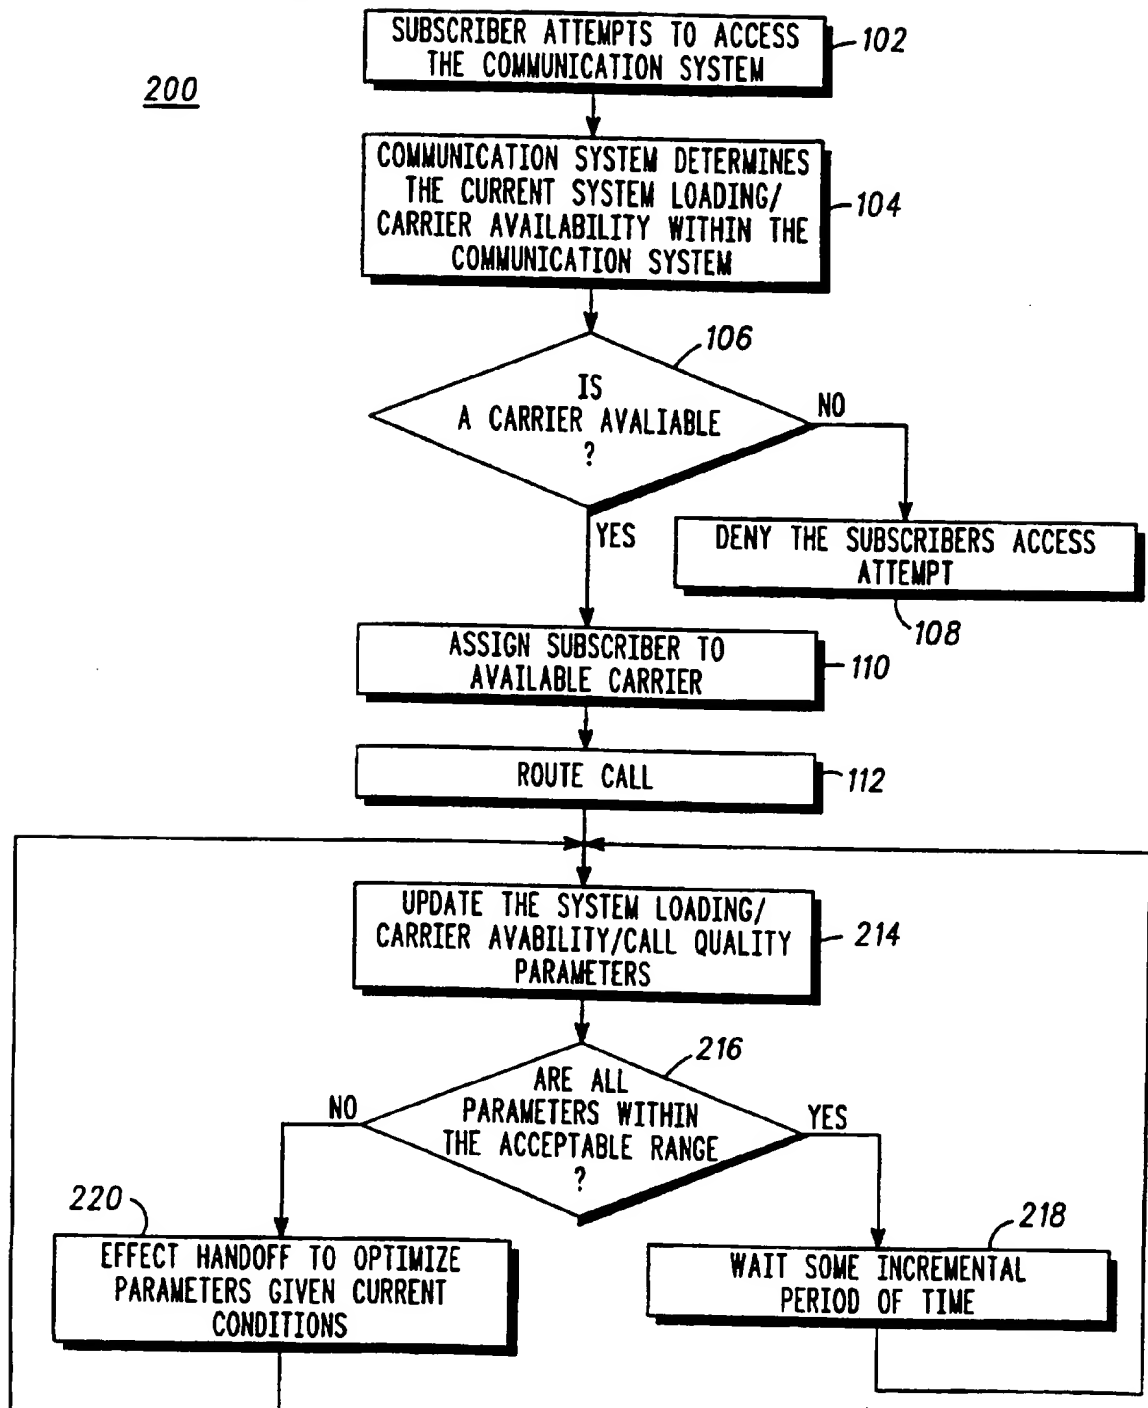 200
SUBSCRIBER ATTEMPTS TO ACCESS
THE COMMUNICATION SYSTEM
102
COMMUNICATION SYSTEM DETERMINES
THE CURRENT SYSTEM LOADING/
CARRIER AVAILABILITY WITHIN THE
COMMUNICATION SYSTEM
104
106
IS
A CARRIER AVALIABLE
?
NO
YES
DENY THE SUBSCRIBERS ACCESS
ATTEMPT
108
ASSIGN SUBSCRIBER TO
AVAILABLE CARRIER
110
ROUTE CALL
112
UPDATE THE SYSTEM LOADING/
CARRIER AVABILITY/CALL QUALITY
PARAMETERS
214
216
ARE ALL
PARAMETERS WITHIN
THE ACCEPTABLE RANGE
?
NO
YES
220
EFFECT HANDOFF TO OPTIMIZE
PARAMETERS GIVEN CURRENT
CONDITIONS
218
WAIT SOME INCREMENTAL
PERIOD OF TIME